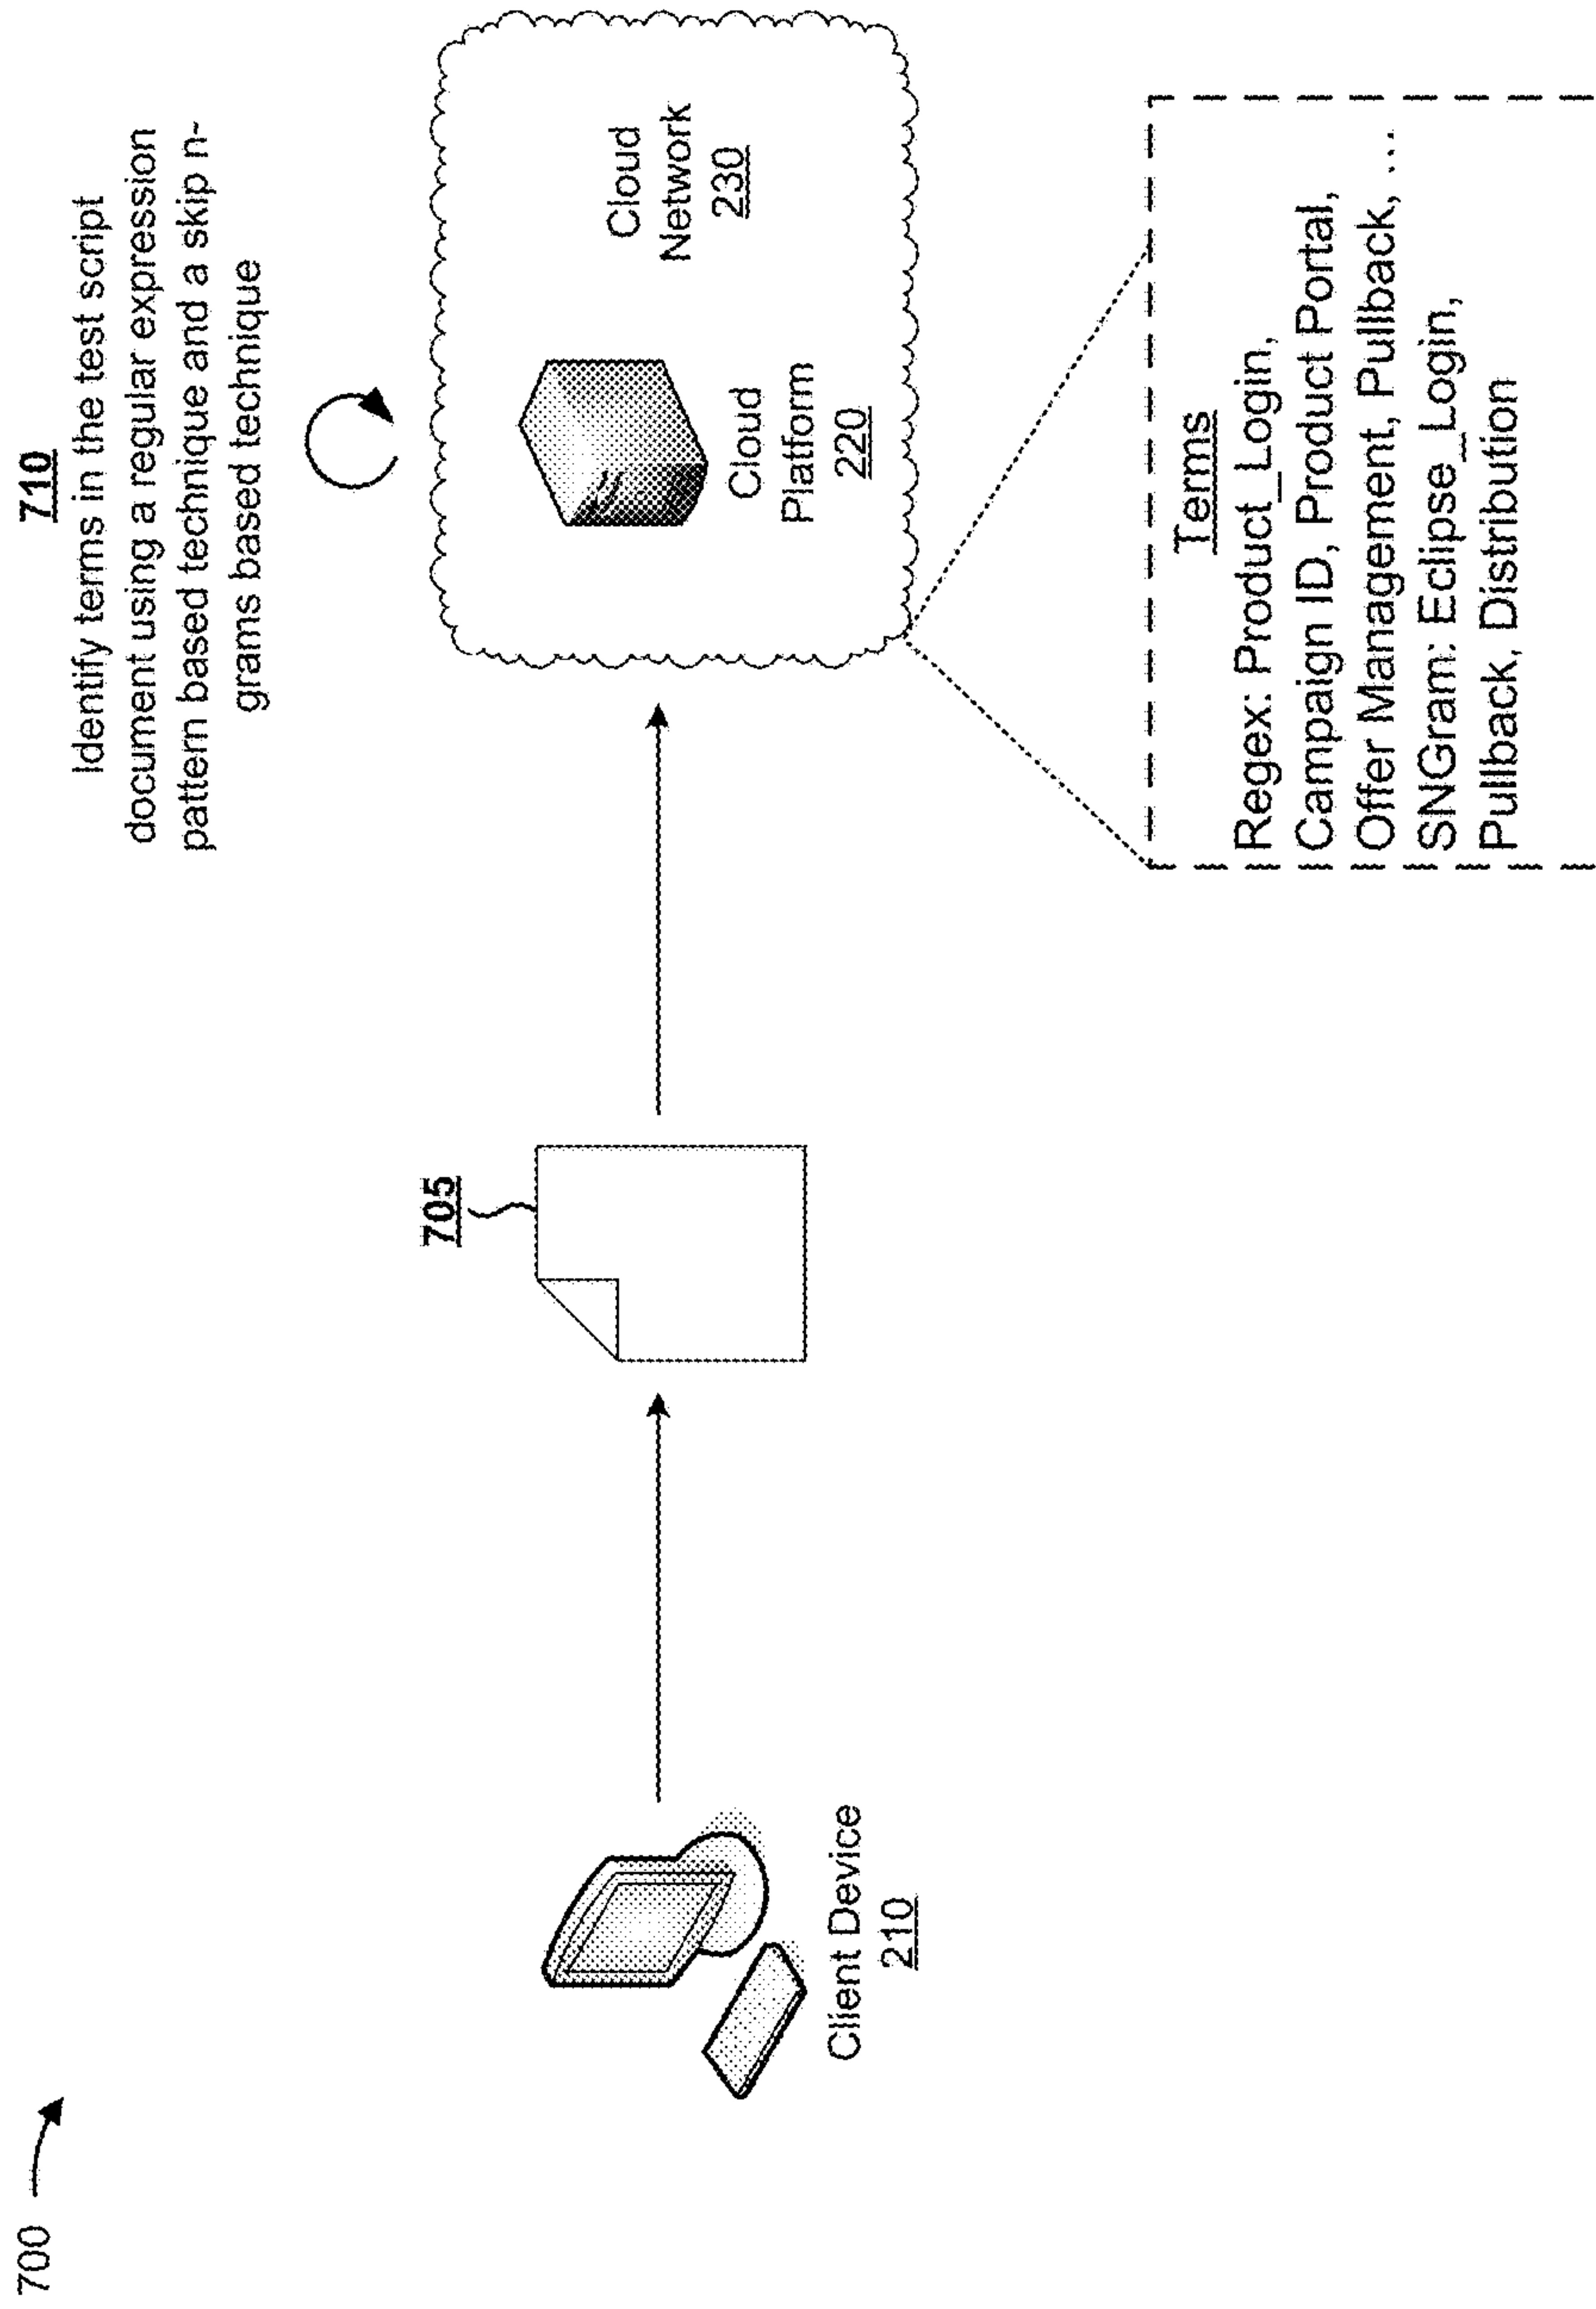 700
710
Identify terms in the test script
document using a regular expression
pattern based technique and a skip n-
grams based technique
705
Client Device
210
Cloud
Platform
220
Cloud
Network
230
Terms
Regex: Product_Login,
Campaign ID, Product Portal,
Offer Management, Pullback, ...
SNGram: Eclipse_Login,
Pullback, Distribution